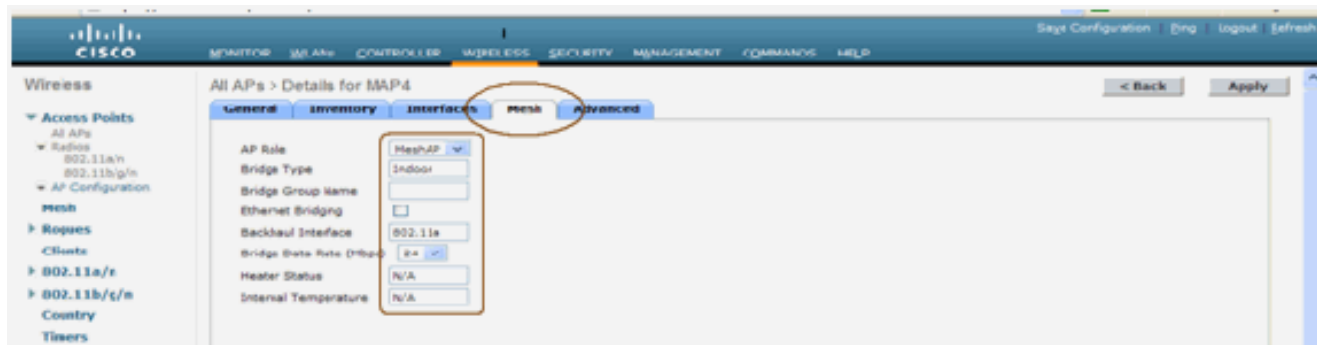 Save Configuration Ping Logout Refresh
CISCO
MONITOR WLANs CONTROLLER WIRELESS SECURITY MANAGEMENT COMMANDS HELP
Wireless
All APs > Details for MAP4
< Back Apply
General Inventory Interfaces Mesh Advanced
Access Points
All APs
Radios
802.11a/n
802.11b/g/n
AP Configuration
Mesh
Rogues
Clients
802.11a/n
802.11b/g/n
Country
Timers
AP Role MeshAP
Bridge Type Indoor
Bridge Group Name
Ethernet Bridging
Backhaul Interface 802.11a
Bridge Data Rate (Mbps) 24
Heater Status N/A
Internal Temperature N/A